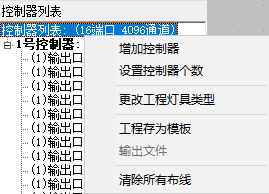 控制器列表
控制器列表：(16端口 4096通道)
1号控制器：
(1)输出口
(1)输出口
(1)输出口
(1)输出口
(1)输出口
(1)输出口
(1)输出口
(1)输出口
(1)输出口
(1)输出口
增加控制器
设置控制器个数
更改工程灯具类型
工程存为模板
输出文件
清除所有布线